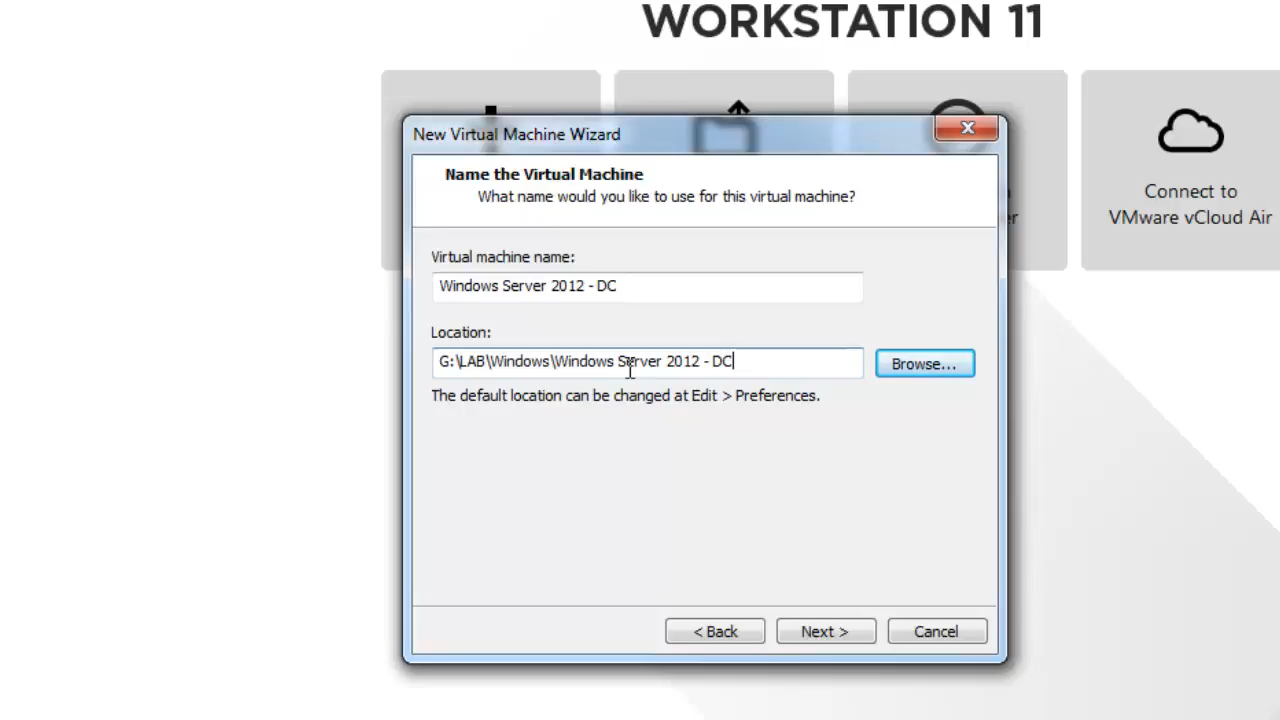 WORKSTATION 11
New Virtual Machine Wizard
Name the Virtual Machine
What name would you like to use for this virtual machine?
Connect to
VMware vCloud Air
Virtual machine name:
Windows Server 2012 - DC
Location:
G:\LAB\Windows\Windows Server 2012 - DC
Browse...
The default location can be changed at Edit > Preferences.
< Back
Next >
Cancel